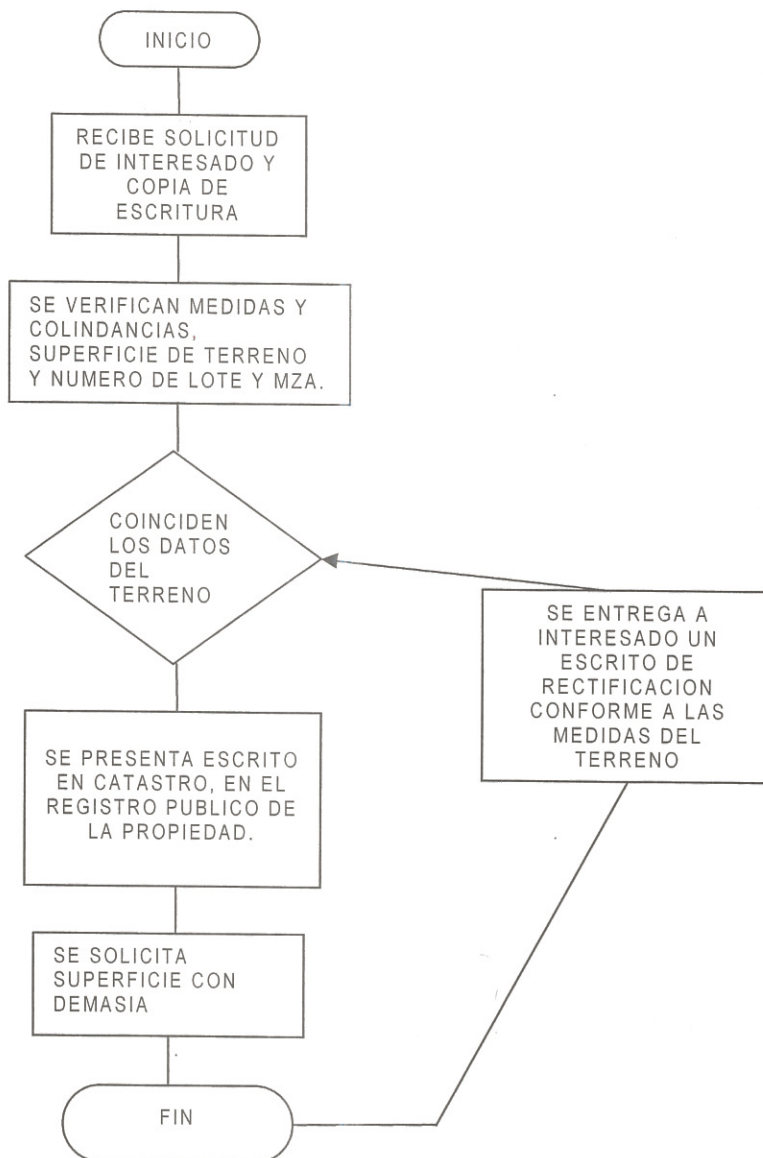 INICIO
RECIBE SOLICITUD
DE INTERESADO Y
COPIA DE
ESCRITURA
SE VERIFICAN MEDIDAS Y
COLINDANCIAS,
SUPERFICIE DE TERRENO
Y NUMERO DE LOTE Y MZA.
COINCIDEN
LOS DATOS
DEL
TERRENO
SE ENTREGA A
INTERESADO UN
ESCRITO DE
RECTIFICACION
CONFORME A LAS
MEDIDAS DEL
TERRENO
SE PRESENTA ESCRITO
EN CATASTRO, EN EL
REGISTRO PUBLICO DE
LA PROPIEDAD.
SE SOLICITA
SUPERFICIE CON
DEMASIA
FIN